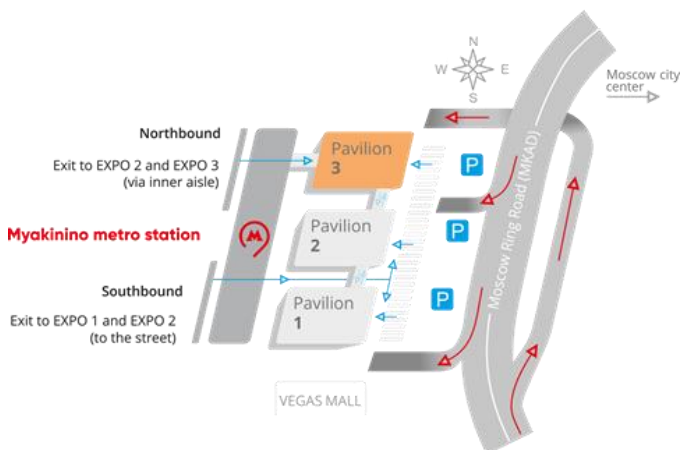 N
W E
S
Moscow city
center
Northbound
Exit to EXPO 2 and EXPO 3
(via inner aisle)
Pavilion
3
P
Moscow Ring Road (MKAD)
Myakinino metro station
M
Pavilion
2
P
Southbound
Exit to EXPO 1 and EXPO 2
(to the street)
Pavilion
1
P
VEGAS MALL